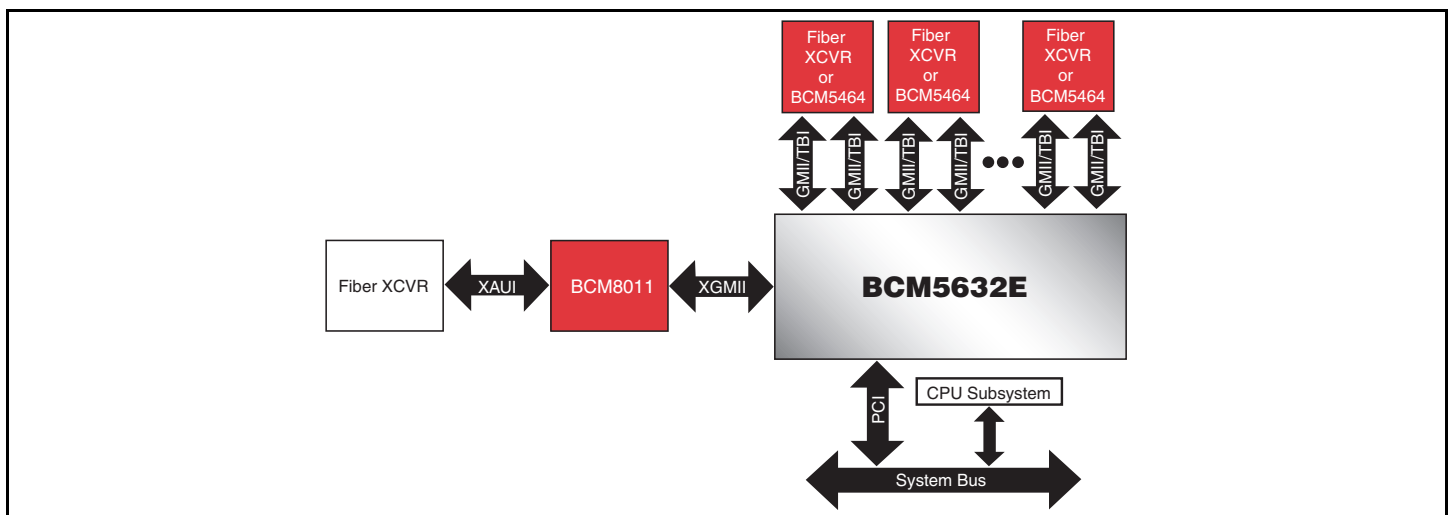 Fiber
XCVR
or
BCM5464
Fiber
XCVR
or
BCM5464
Fiber
XCVR
or
BCM5464
GMII/TBI
GMII/TBI
GMII/TBI
GMII/TBI
GMII/TBI
GMII/TBI
Fiber XCVR
XAUI
BCM8011
XGMII
BCM5632E
PCI
CPU Subsystem
System Bus